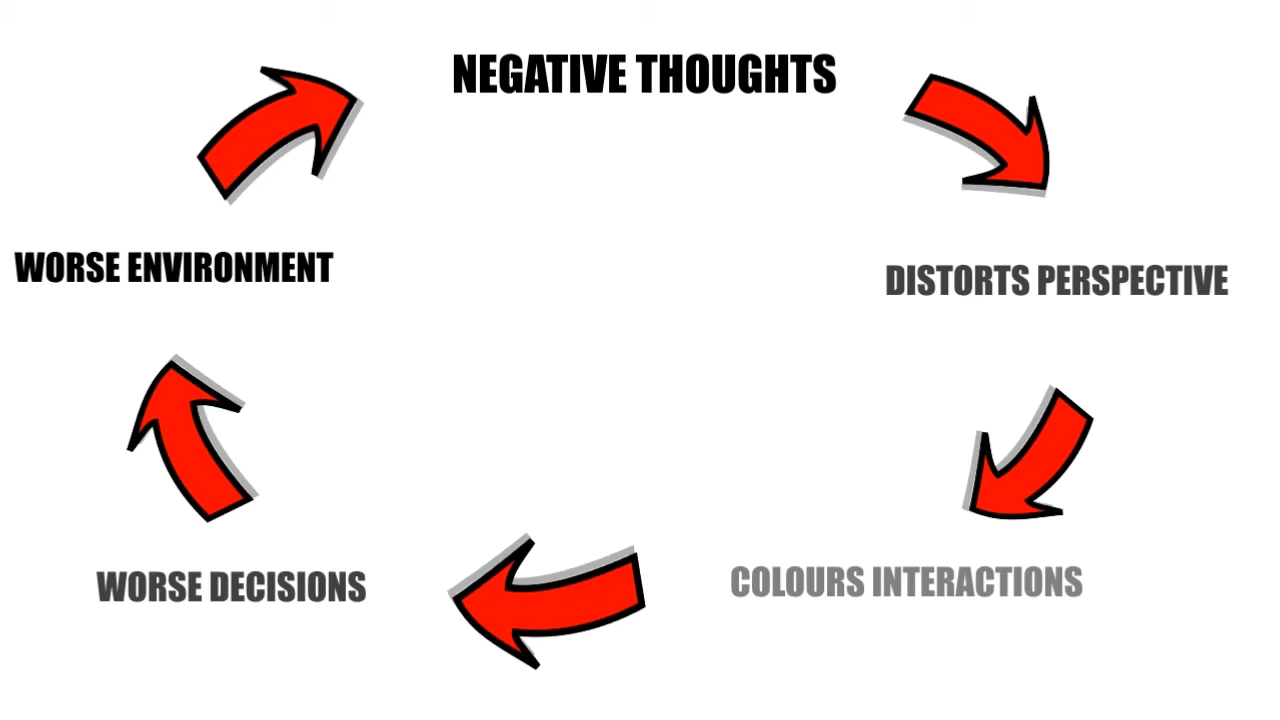 NEGATIVE THOUGHTS
WORSE ENVIRONMENT
DISTORTS PERSPECTIVE
WORSE DECISIONS
COLOURS INTERACTIONS